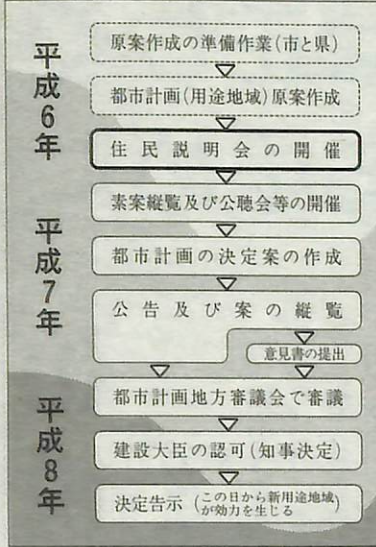 平成6年
原案作成の準備作業(市と県)
都市計画(用途地域)原案作成
住民説明会の開催
素案縦覧及び公聴会等の開催
平成7年
都市計画の決定案の作成
公告及び案の縦覧
意見書の提出
平成8年
都市計画地方審議会で審議
建設大臣の認可(知事決定)
決定告示(この日から新用途地域
が効力を生じる)